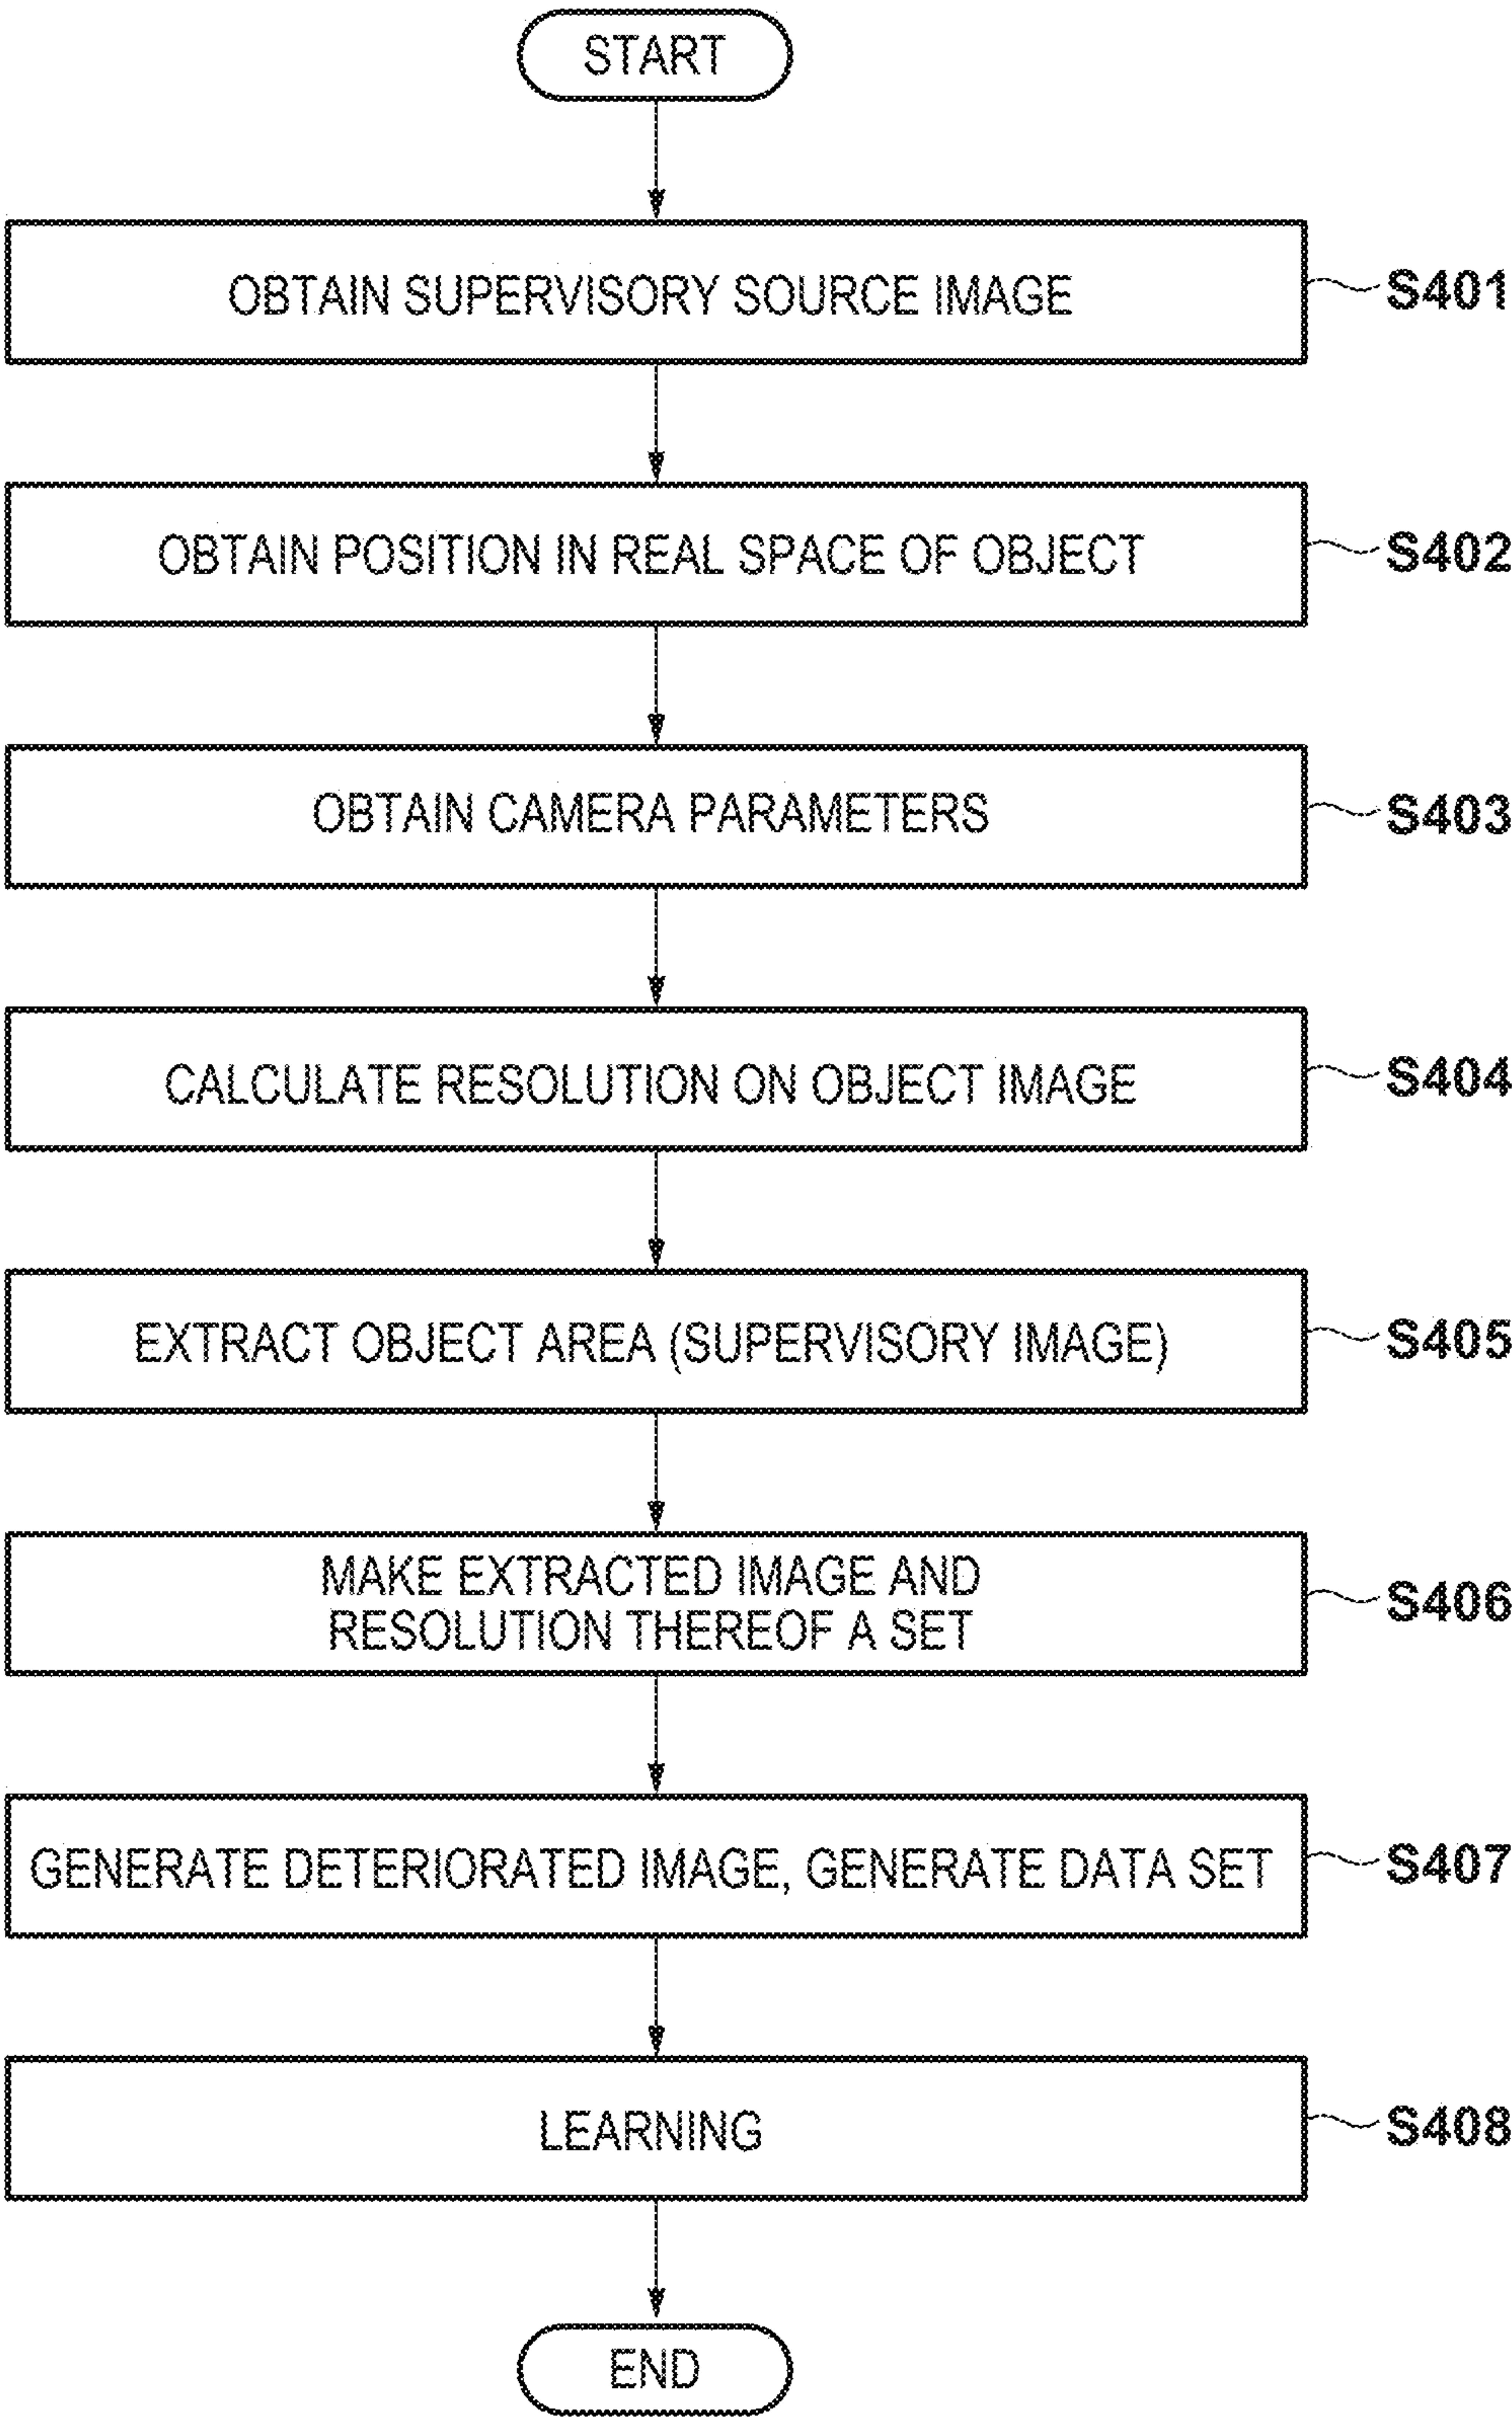 START
OBTAIN SUPERVISORY SOURCE IMAGE
S401
OBTAIN POSITION IN REAL SPACE OF OBJECT
S402
OBTAIN CAMERA PARAMETERS
S403
CALCULATE RESOLUTION ON OBJECT IMAGE
S404
EXTRACT OBJECT AREA (SUPERVISORY IMAGE)
S405
MAKE EXTRACTED IMAGE AND
RESOLUTION THEREOF A SET
S406
GENERATE DETERIORATED IMAGE, GENERATE DATA SET
S407
LEARNING
S408
END